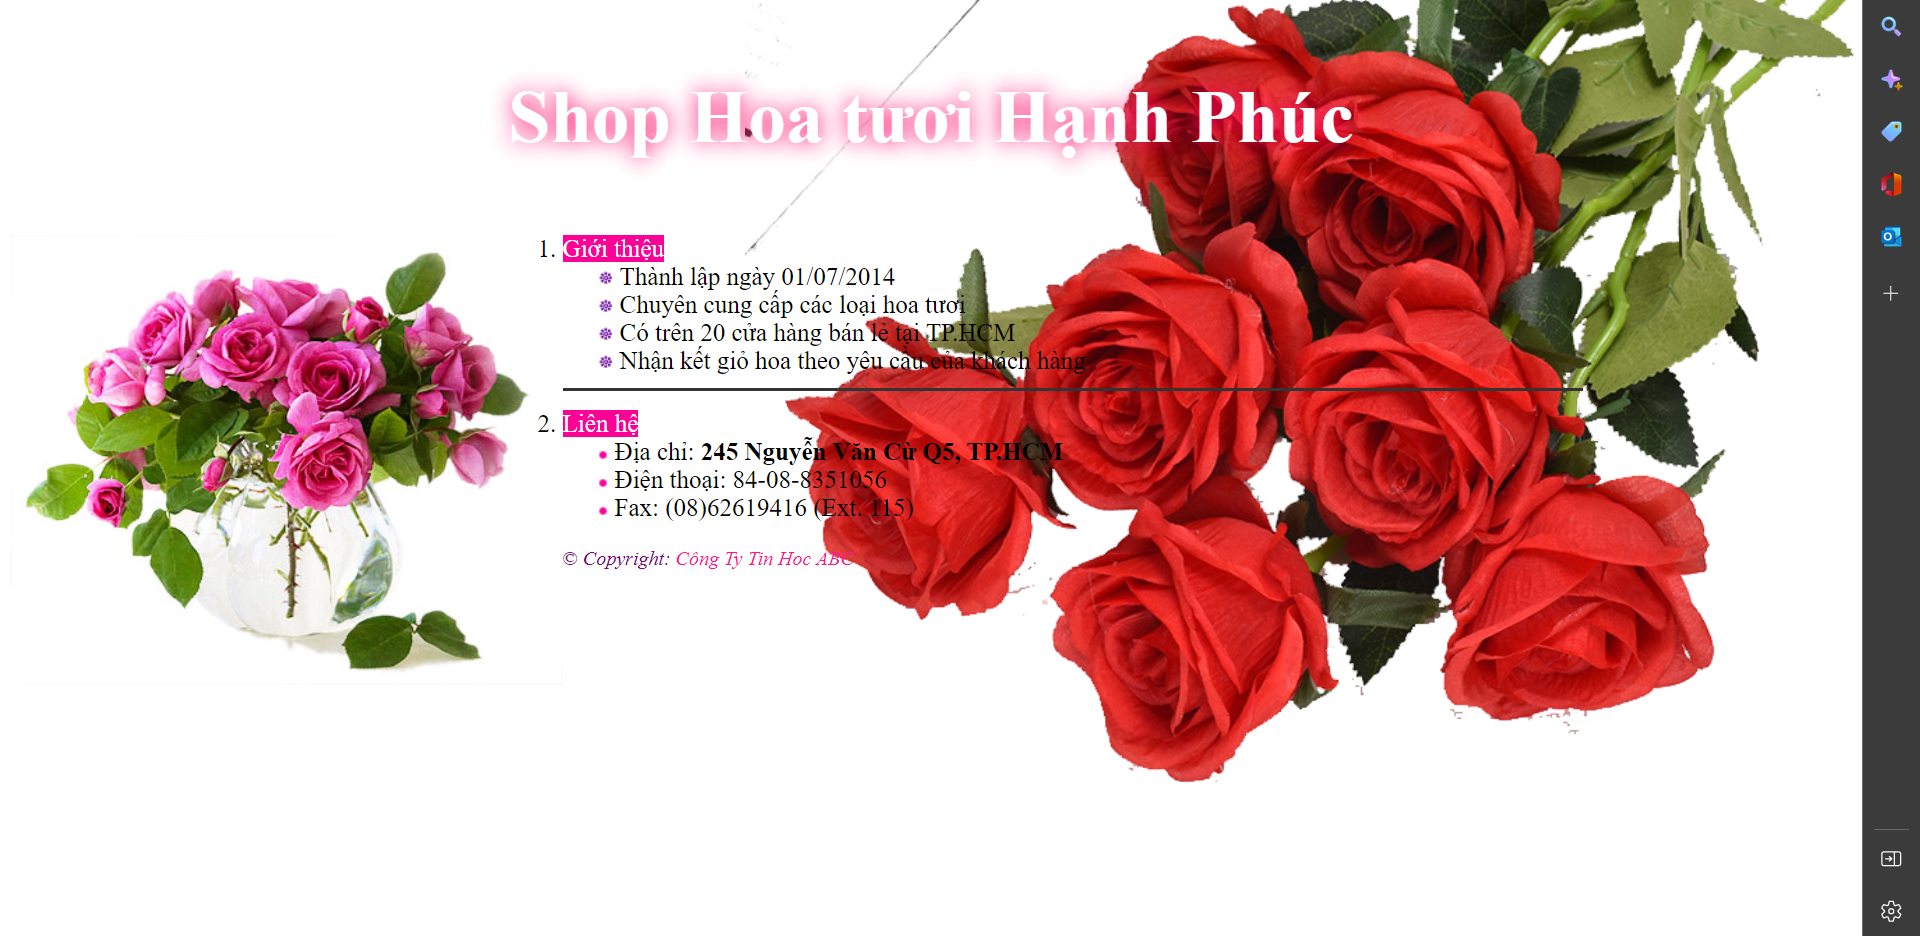 Shop Hoa tươi Hạnh Phúc
1. Giới thiệu
Thành lập ngày 01/07/2014
Chuyên cung cấp các loại hoa tươi
Có trên 20 cửa hàng bán lẻ tại TP.HCM
Nhận kết giỏ hoa theo yêu cầu của khách hàng
2. Liên hệ
Địa chỉ: 245 Nguyễn Văn Cừ Q5, TP.HCM
Điện thoại: 84-08-8351056
Fax: (08)62619416 (Ext. 115)
© Copyright: Công Ty Tin Hoc ABC